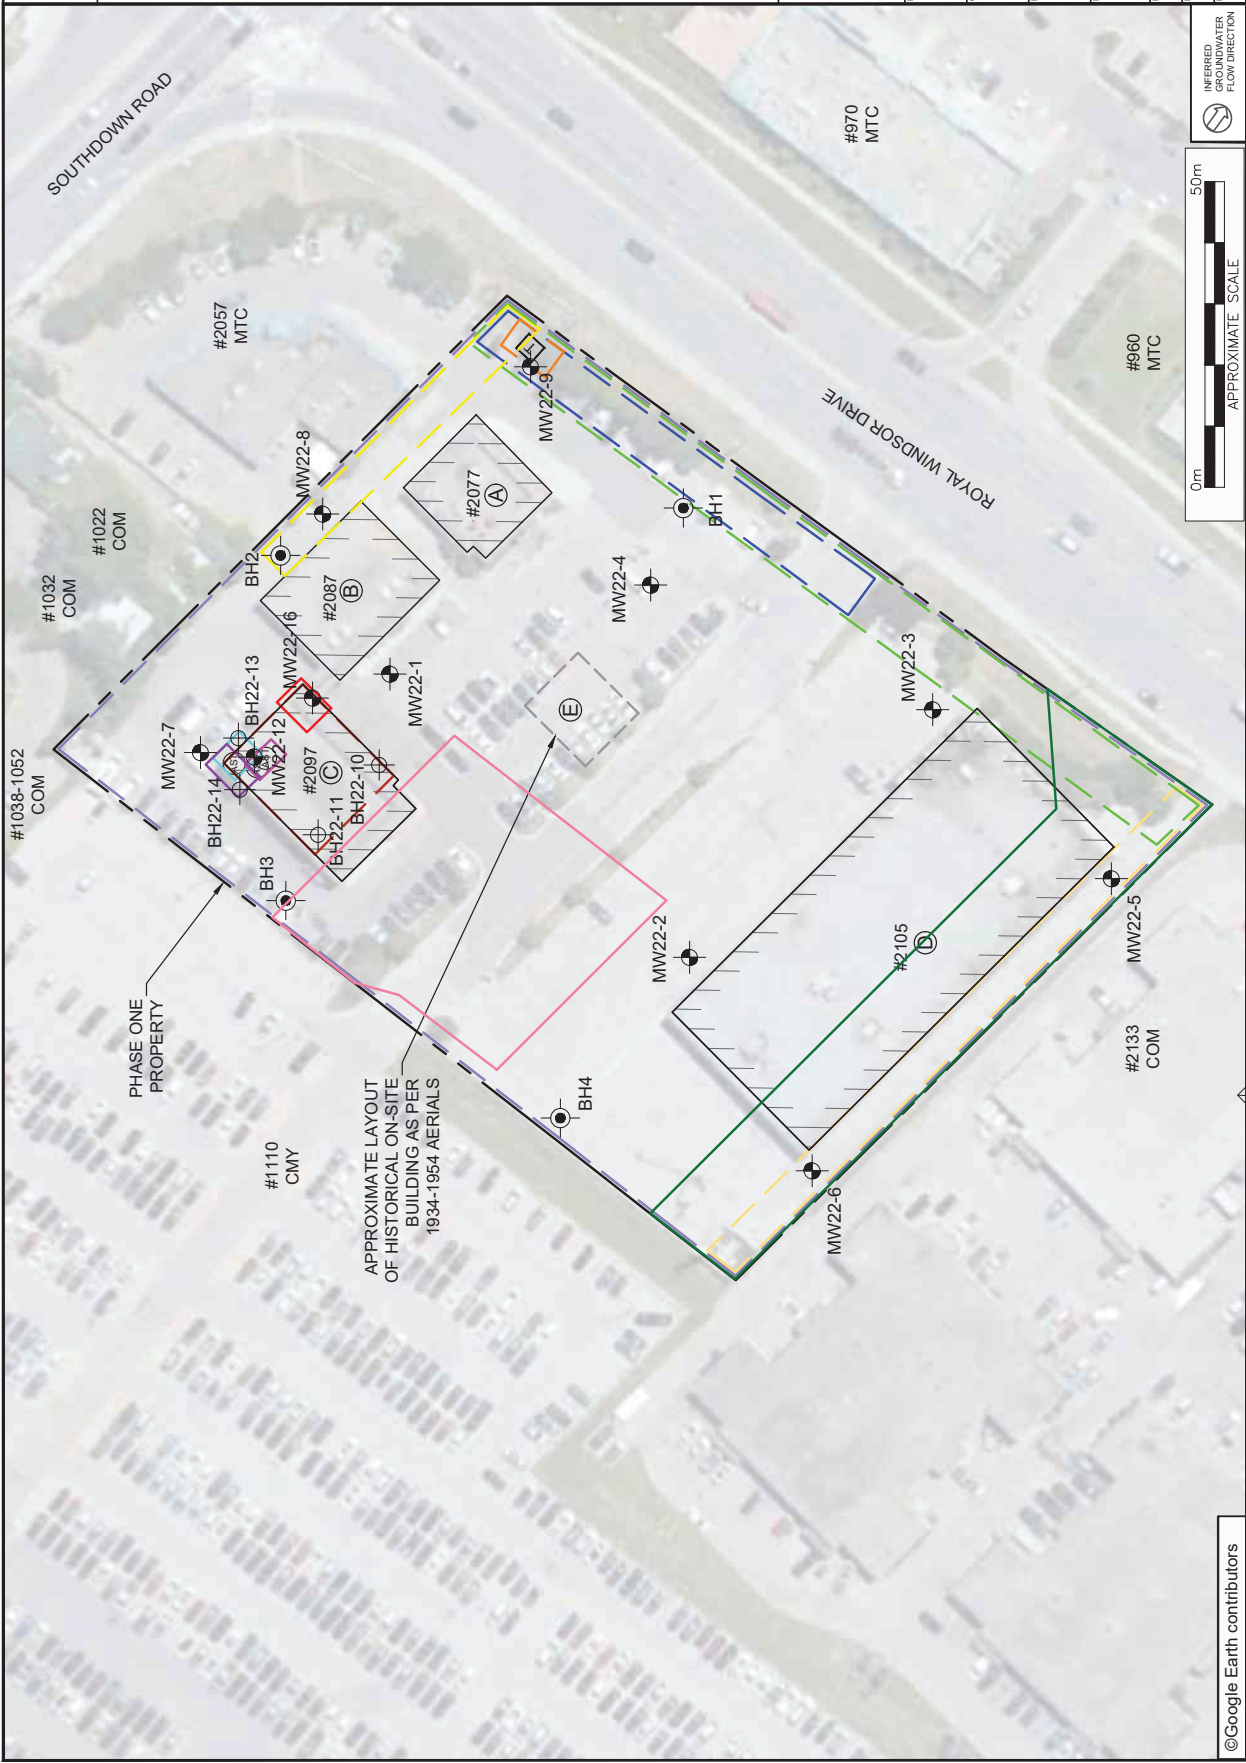 SOUTHDOWN ROAD
INFERRED
GROUNDWATER
FLOW DIRECTION
#970
MTC
#2057
MTC
#960
MTC
50m
0m
APPROXIMATE SCALE
ROYAL WINDSOR DRIVE
#1022
COM
#1032
COM
#1038-1052
COM
MW22-8
BH2
MW22-9
#2077
A
#2087
B
BH1
MW22-4
MW22-16
BH22-13
MW22-1
MW22-7
MW22-12
#2097
C
BH22-14
BH22-10
BH22-11
BH3
E
MW22-3
MW22-2
#2105
D
MW22-5
#2133
COM
PHASE ONE
PROPERTY
APPROXIMATE LAYOUT
OF HISTORICAL ON-SITE
BUILDING AS PER
1934-1954 AERIALS
BH4
#1110
CMY
MW22-6
T
©Google Earth contributors